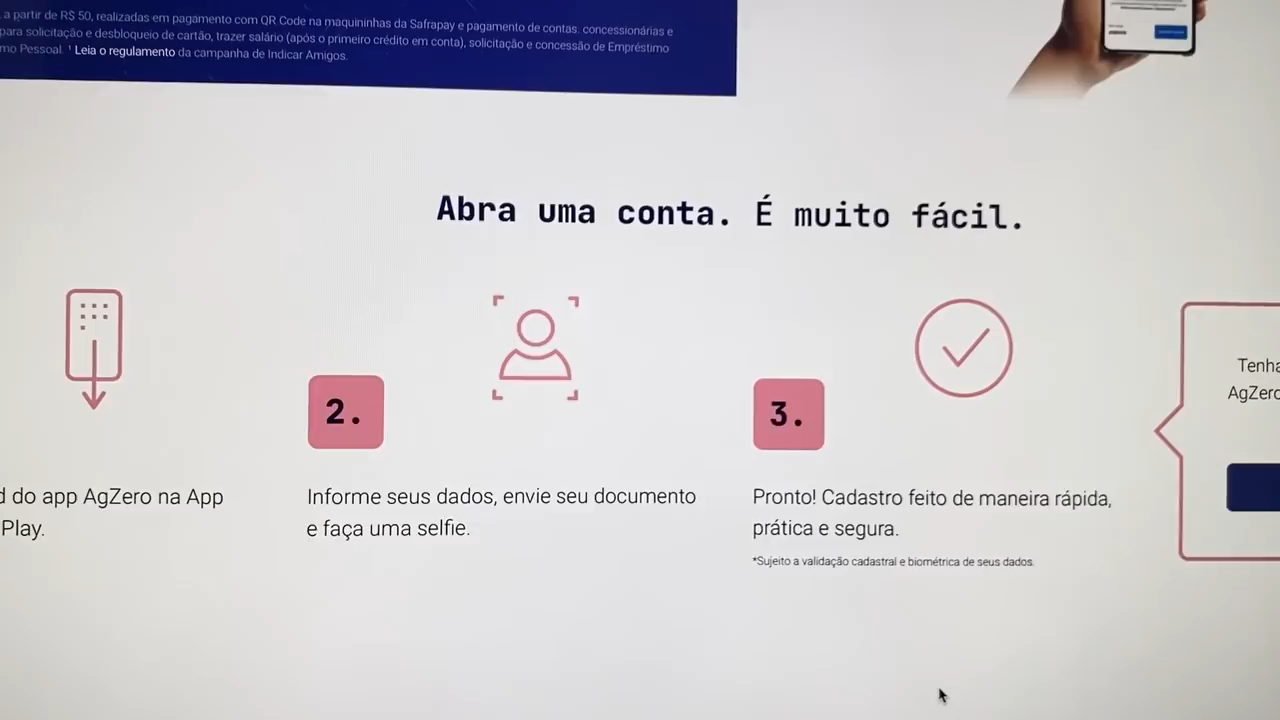 a partir de R$ 50, realizadas em pagamento com QR Code na maquininhas da Safrapay e pagamento de contas. concessionárias e
para solicitação e desbloqueio de cartão, trazer salário (após o primeiro crédito em conta), solicitação e concessão de Empréstimo
mo Pessoal. ¹ Leia o regulamento da campanha de Indicar Amigos.
Abra uma conta. É muito fácil.
2.
3.
Tenha
AgZero
d do app AgZero na App
Play.
Informe seus dados, envie seu documento
e faça uma selfie.
Pronto! Cadastro feito de maneira rápida,
prática e segura.
*Sujeito a validação cadastral e biométrica de seus dados.